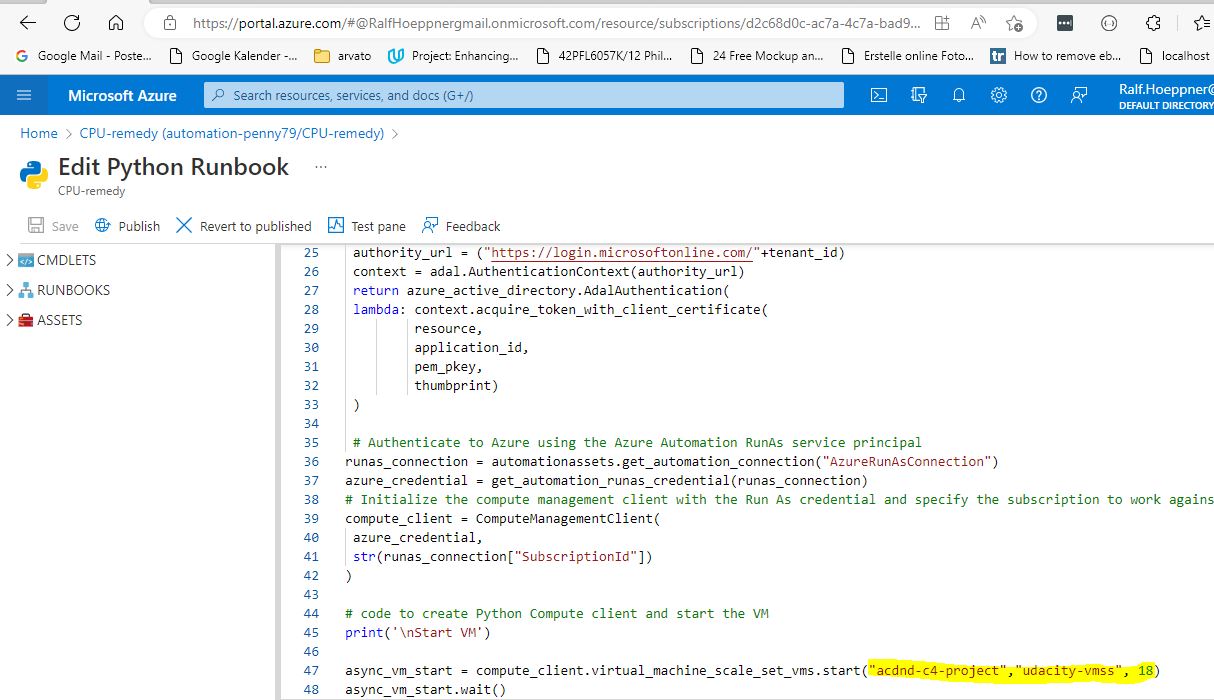 https://portal.azure.com/#@RalfHoeppnergmail.onmicrosoft.com/resource/subscriptions/d2c68d0c-ac7a-4c7a-bad9...
Google Mail - Poste... Google Kalender -... arvato Project: Enhancing... 42PFL6057K/12 Phil... 24 Free Mockup an... Erstelle online Foto... tr How to remove eb... localhost
Microsoft Azure Search resources, services, and docs (G+/) Ralf.Hoeppner@
DEFAULT DIRECTORY
Home > CPU-remedy (automation-penny79/CPU-remedy) >
Edit Python Runbook ...
CPU-remedy
Save Publish Revert to published Test pane Feedback
CMDLETS
RUNBOOKS
ASSETS
25 authority_url = ("https://login.microsoftonline.com/"+tenant_id)
26 context = adal.AuthenticationContext(authority_url)
27 return azure_active_directory.AdalAuthentication(
28 lambda: context.acquire_token_with_client_certificate(
29 resource,
30 application_id,
31 pem_pkey,
32 thumbprint)
33 )
34
35 # Authenticate to Azure using the Azure Automation RunAs service principal
36 runas_connection = automationassets.get_automation_connection("AzureRunAsConnection")
37 azure_credential = get_automation_runas_credential(runas_connection)
38 # Initialize the compute management client with the Run As credential and specify the subscription to work agains
39 compute_client = ComputeManagementClient(
40 azure_credential,
41 str(runas_connection["SubscriptionId"])
42 )
43
44 # code to create Python Compute client and start the VM
45 print('\nStart VM')
46
47 async_vm_start = compute_client.virtual_machine_scale_set_vms.start("acdnd-c4-project","udacity-vmss", 18)
48 async_vm_start.wait()